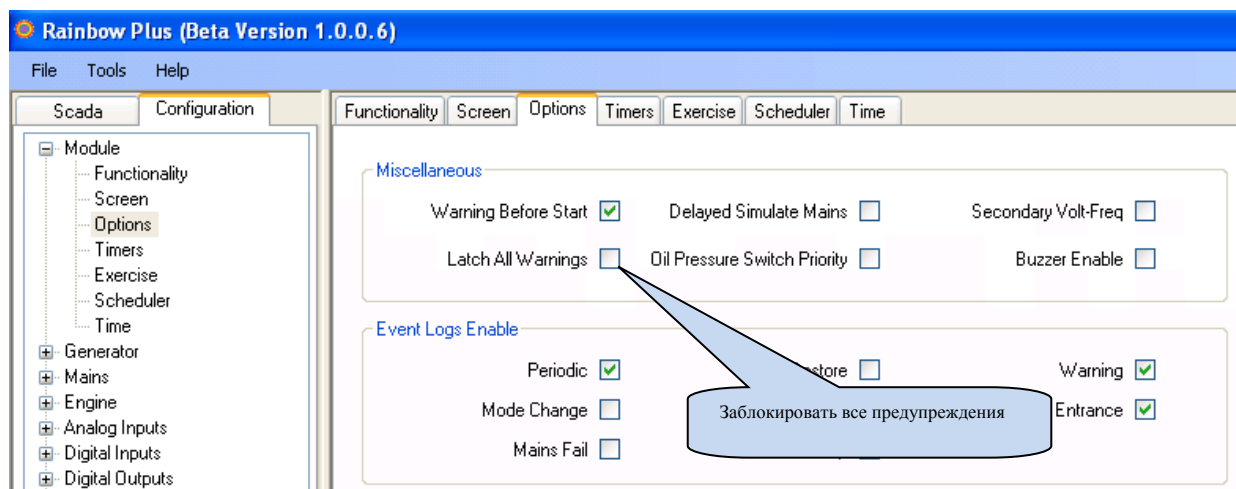 Rainbow Plus (Beta Version 1.0.0.6)
File Tools Help
Scada Configuration
Module
Functionality
Screen
Options
Timers
Exercise
Scheduler
Time
Generator
Mains
Engine
Analog Inputs
Digital Inputs
Digital Outputs
Functionality Screen Options Timers Exercise Scheduler Time
Miscellaneous
Warning Before Start Delayed Simulate Mains Secondary Volt-Freq
Latch All Warnings Oil Pressure Switch Priority Buzzer Enable
Event Logs Enable
Periodic Warning
Mode Change Entrance
Mains Fail
Заблокировать все предупреждения